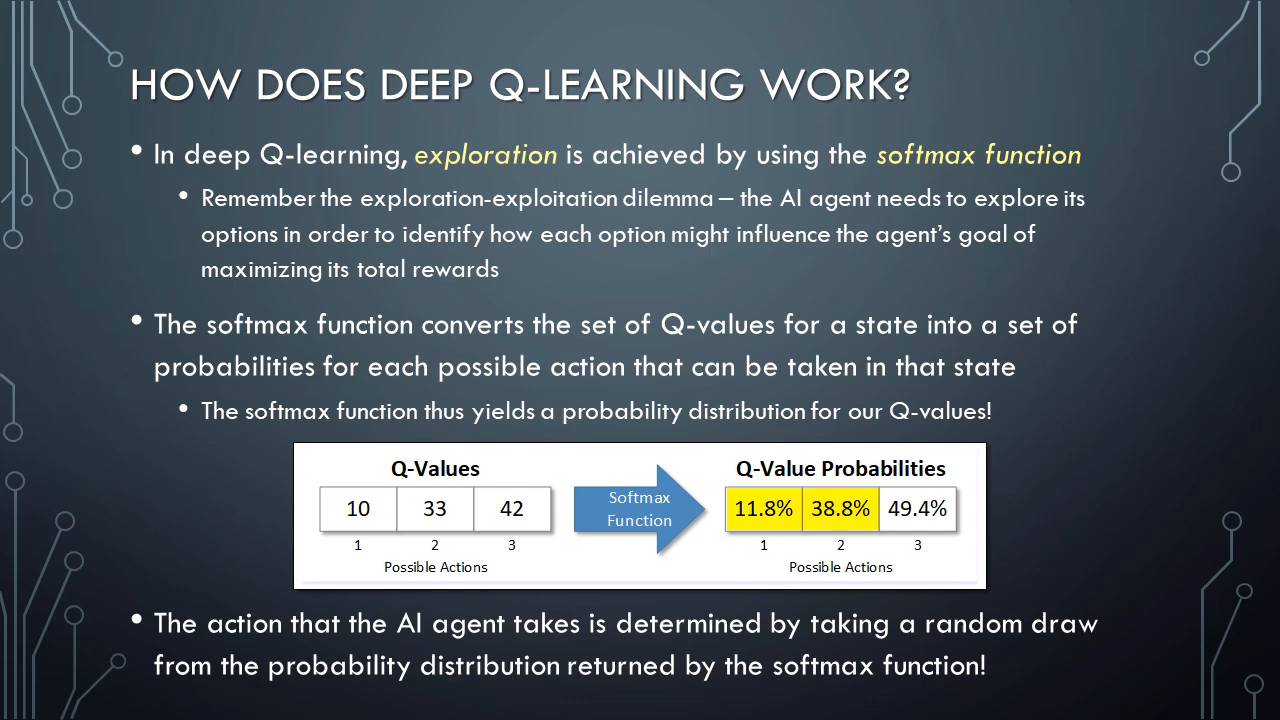 HOW DOES DEEP Q-LEARNING WORK?
• In deep Q-learning, exploration is achieved by using the softmax function
• Remember the exploration-exploitation dilemma – the AI agent needs to explore its
options in order to identify how each option might influence the agent's goal of
maximizing its total rewards
• The softmax function converts the set of Q-values for a state into a set of
probabilities for each possible action that can be taken in that state
• The softmax function thus yields a probability distribution for our Q-values!
Q-Values
10 33 42
1 2 3
Possible Actions
Softmax
Function
Q-Value Probabilities
11.8% 38.8% 49.4%
1 2 3
Possible Actions
• The action that the AI agent takes is determined by taking a random draw
from the probability distribution returned by the softmax function!